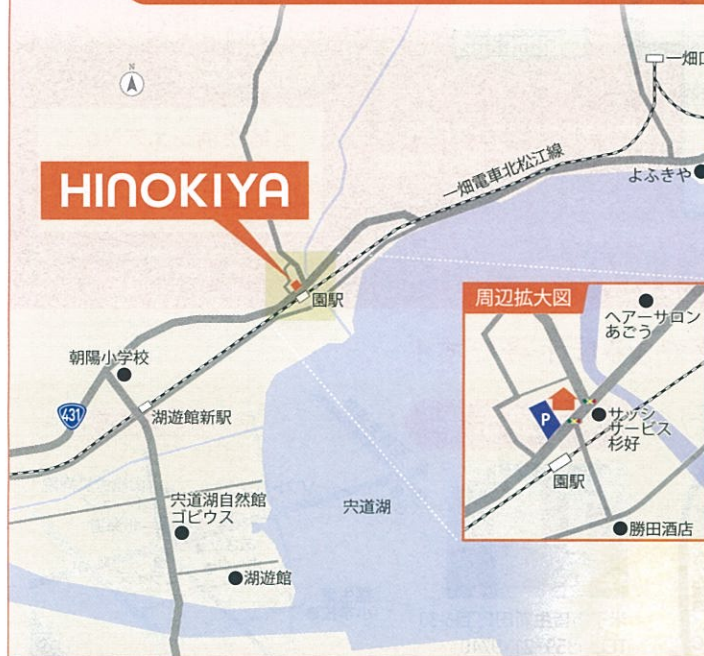 N
一畑口
一畑電車北松江線
よふきや
HINOKIYA
園駅
周辺拡大図
ヘアーサロン
あごう
P
サッシ
サービス
杉好
園駅
勝田酒店
朝陽小学校
431
湖遊館新駅
宍道湖自然館
ゴビウス
宍道湖
湖遊館